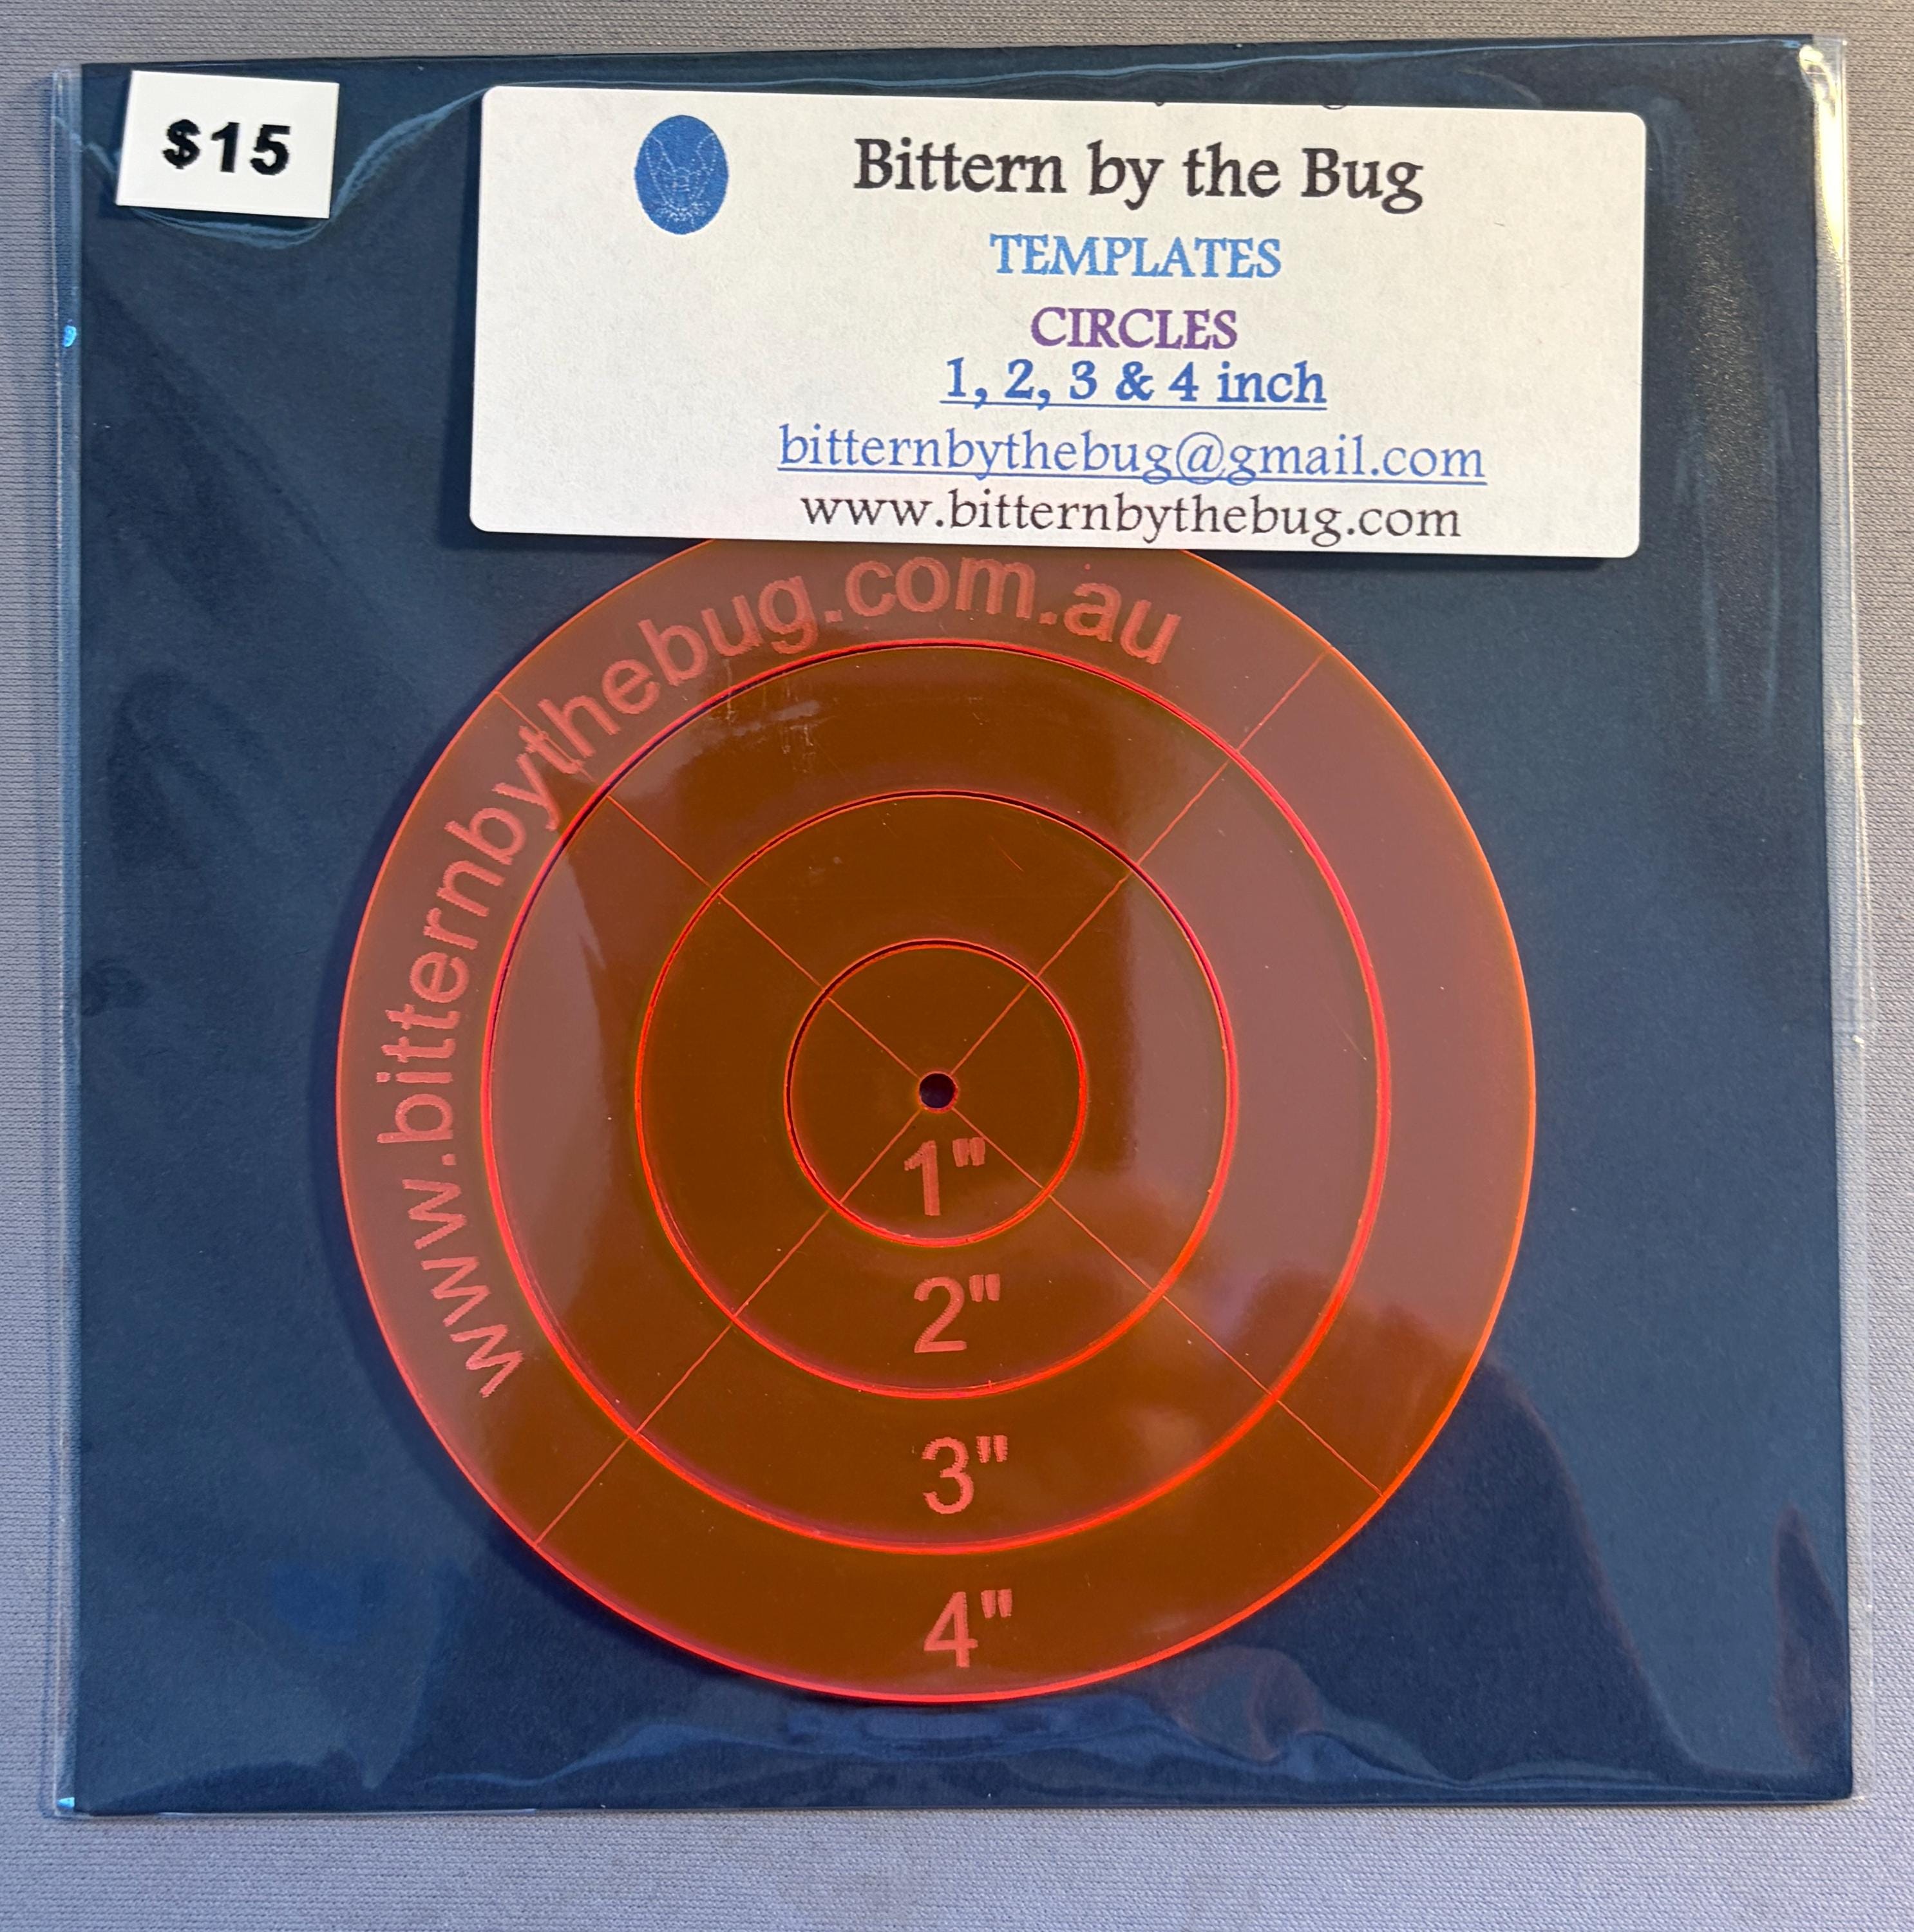 $15
Bittern by the Bug
TEMPLATES
CIRCLES
1, 2, 3 & 4 inch
bitternbythebug@gmail.com
www.bitternbythebug.com
www.bitternbythebug.com.au
1"
2"
3"
4"